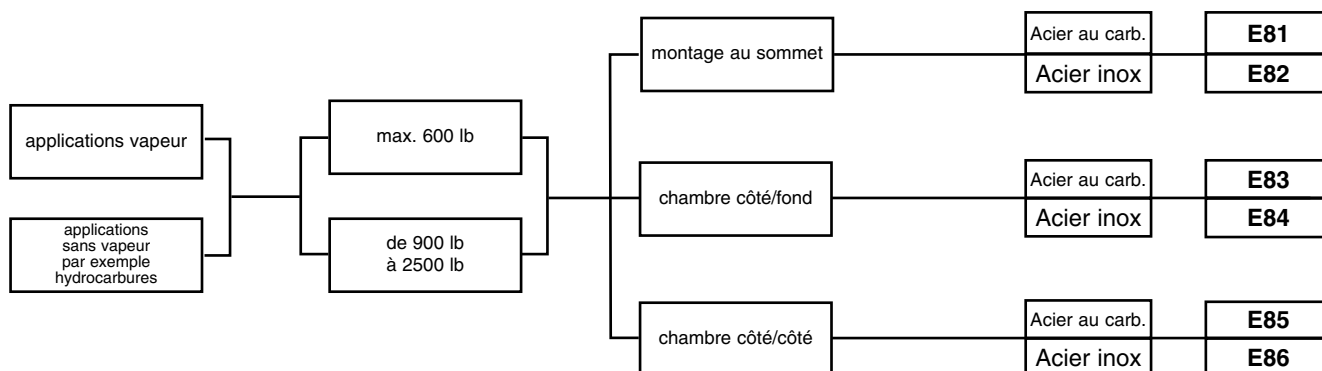 applications vapeur
applications
sans vapeur
par exemple
hydrocarbures
max. 600 lb
de 900 lb
à 2500 lb
montage au sommet
Acier au carb.
E81
Acier inox
E82
chambre côté/fond
Acier au carb.
E83
Acier inox
E84
chambre côté/côté
Acier au carb.
E85
Acier inox
E86